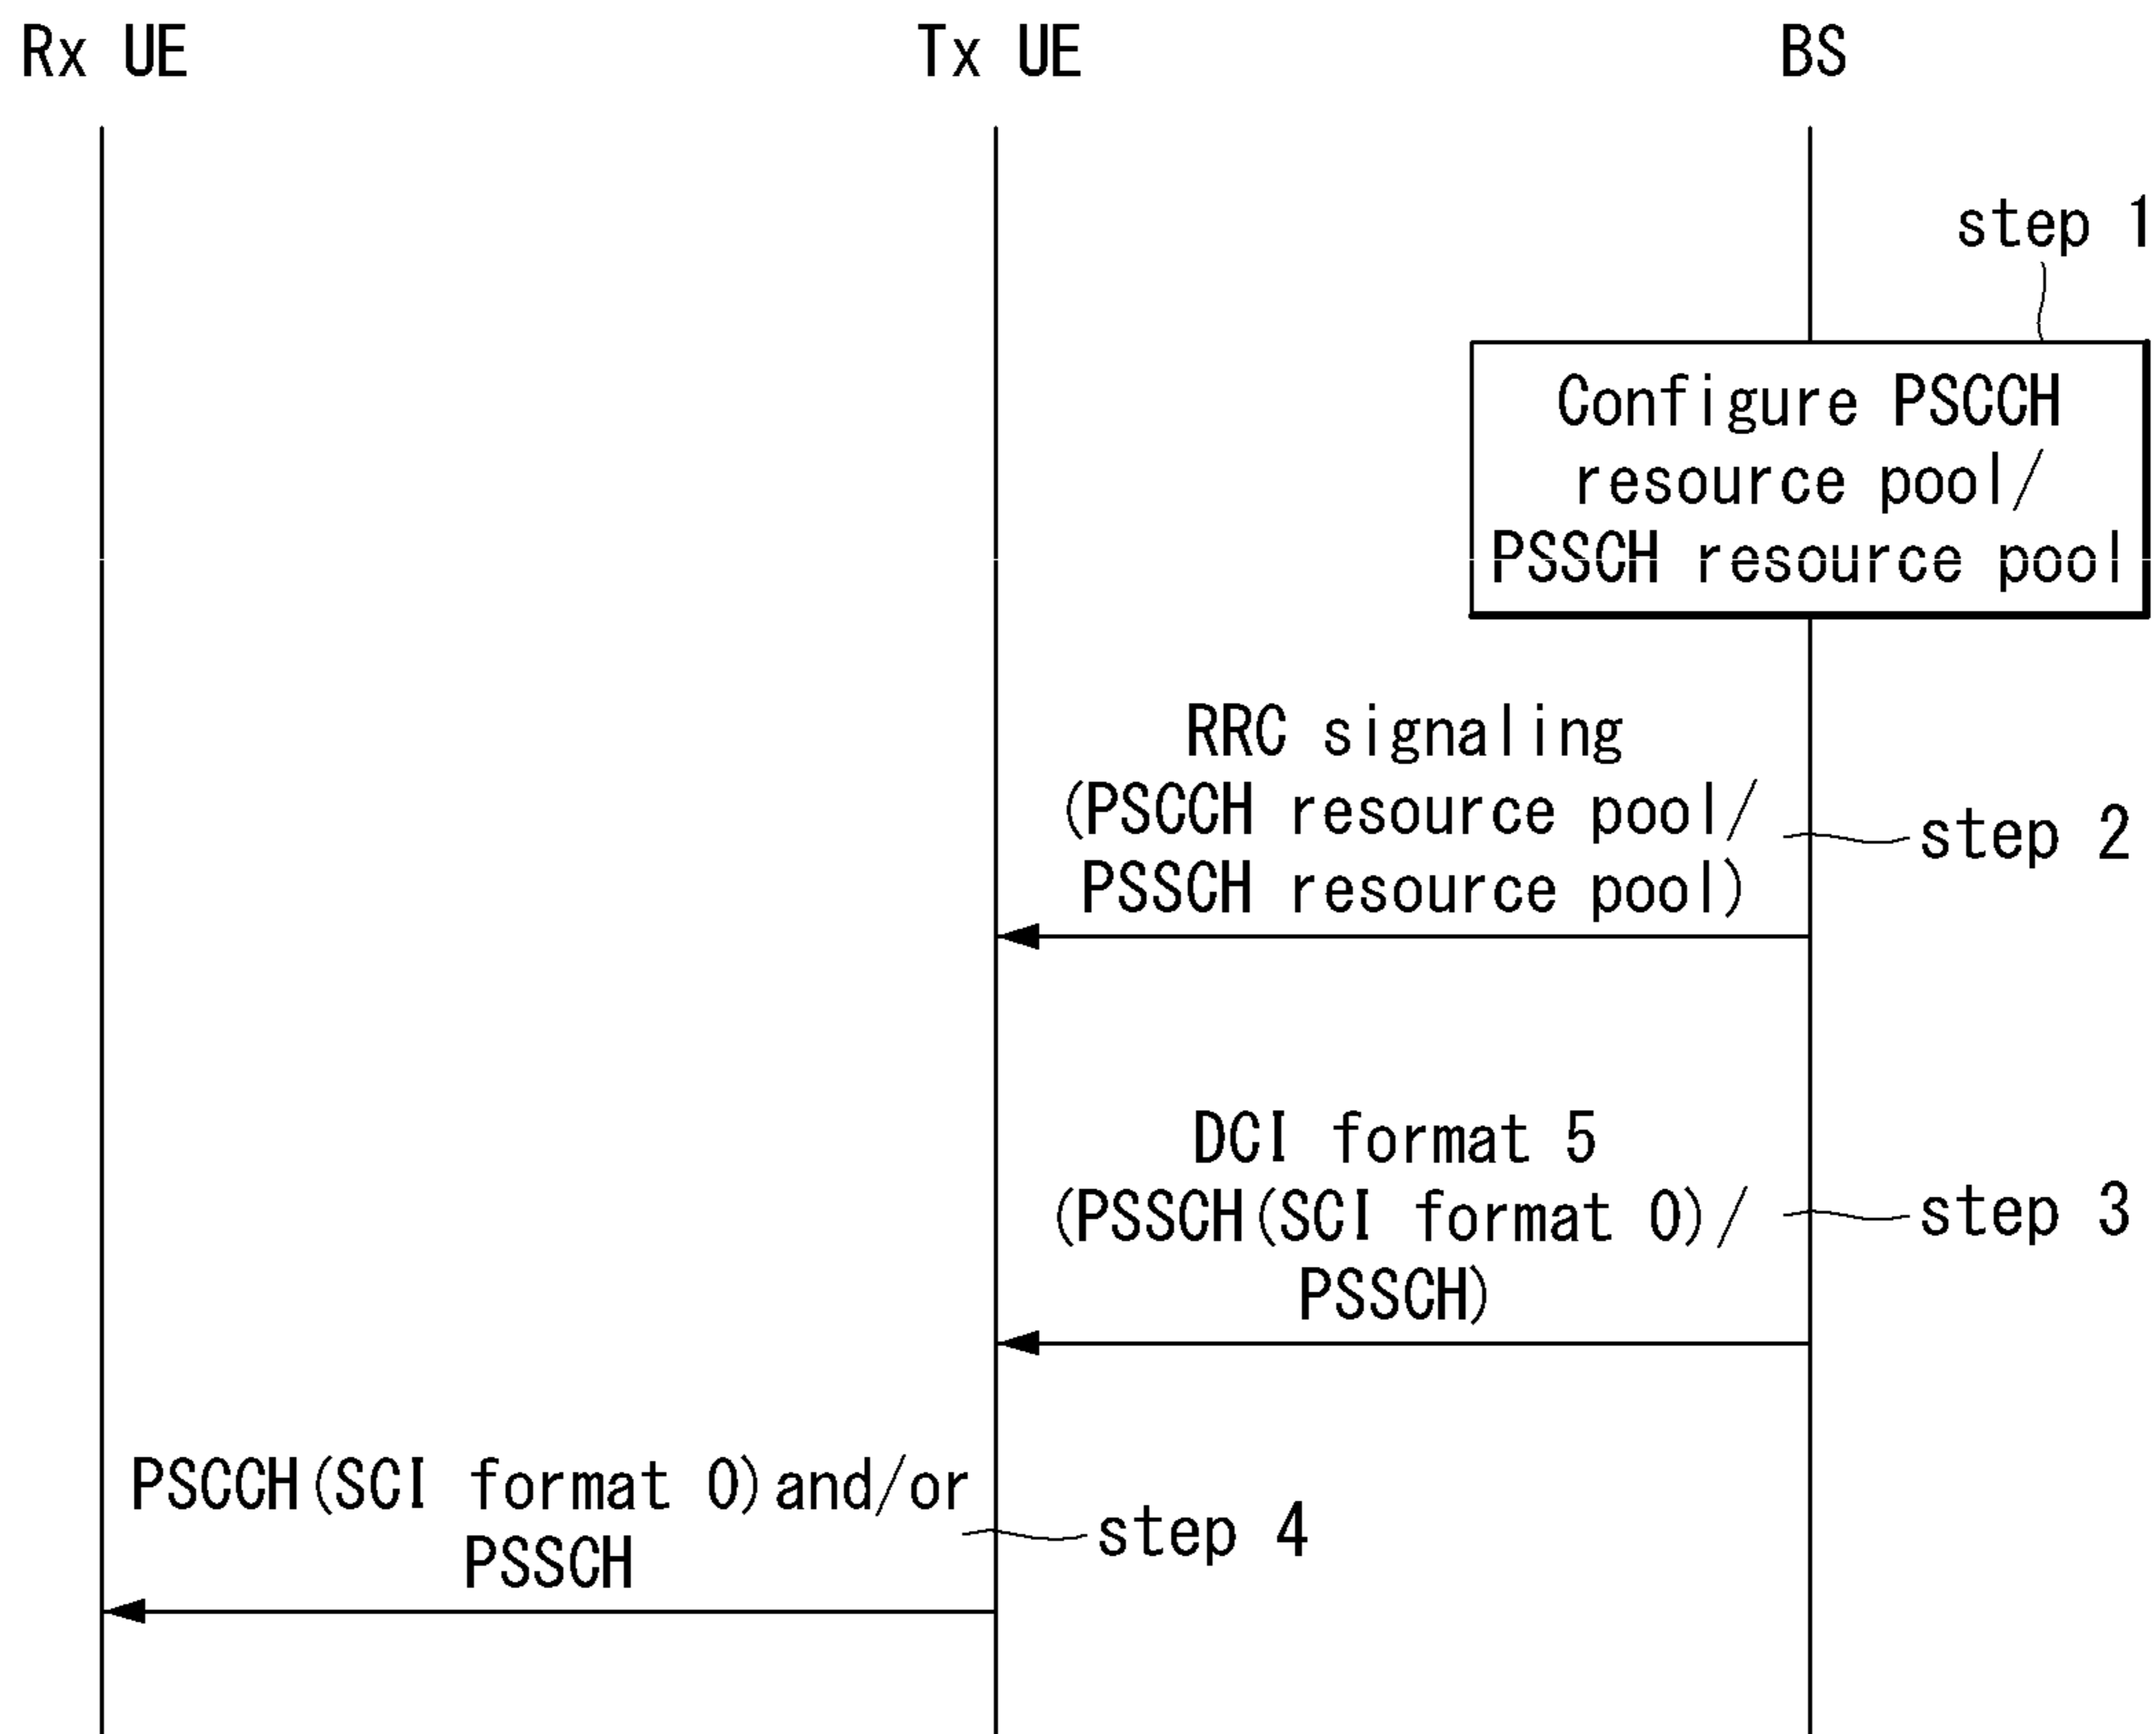 Rx UE
Tx UE
BS
step 1
Configure PSCCH
resource pool/
PSSCH resource pool
RRC signaling
(PSCCH resource pool/
PSSCH resource pool)
step 2
DCI format 5
(PSSCH(SCI format 0)/
PSSCH)
step 3
PSCCH(SCI format 0)and/or
PSSCH
step 4